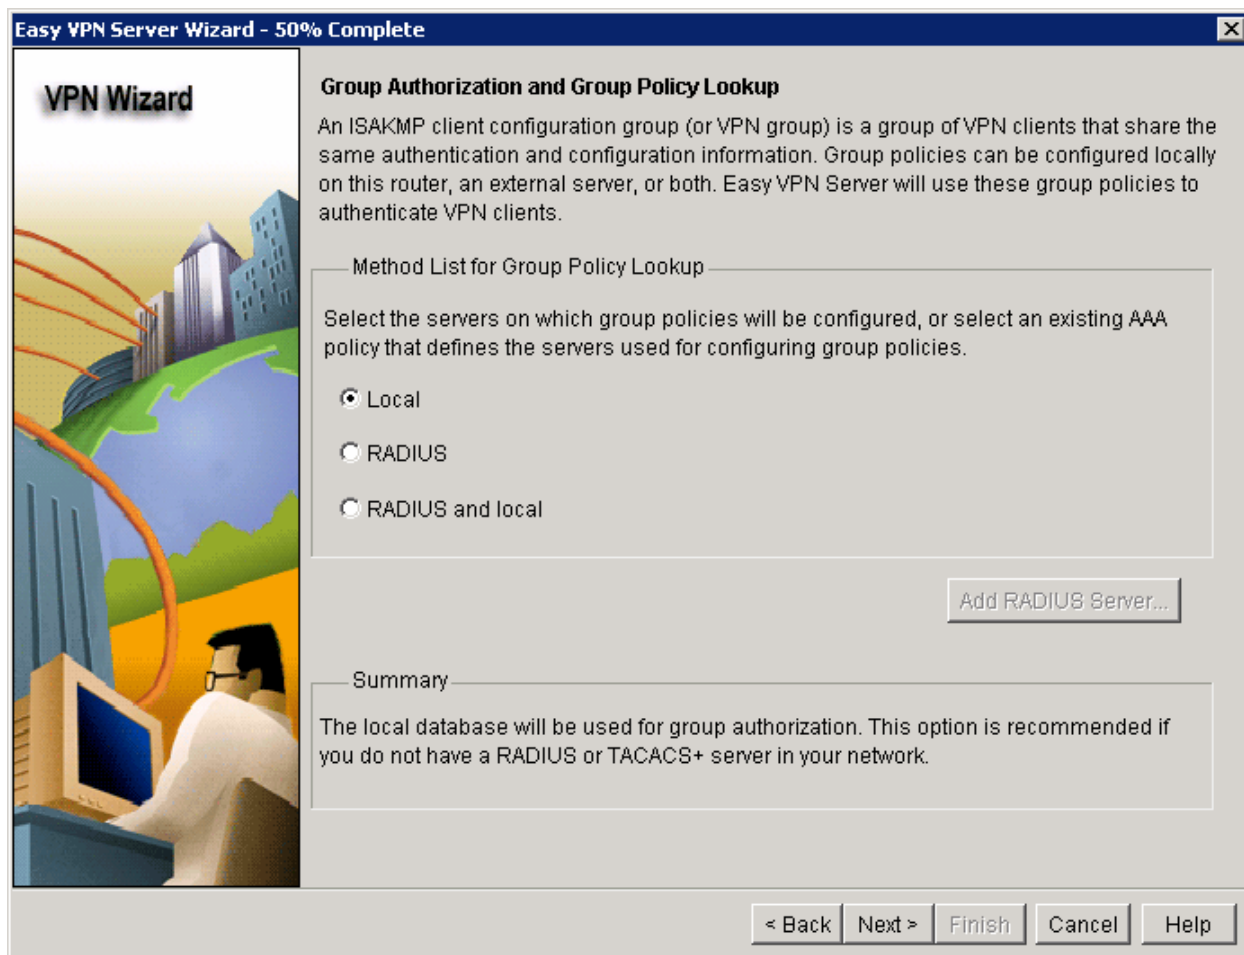 Easy VPN Server Wizard - 50% Complete
VPN Wizard
Group Authorization and Group Policy Lookup
An ISAKMP client configuration group (or VPN group) is a group of VPN clients that share the
same authentication and configuration information. Group policies can be configured locally
on this router, an external server, or both. Easy VPN Server will use these group policies to
authenticate VPN clients.
Method List for Group Policy Lookup
Select the servers on which group policies will be configured, or select an existing AAA
policy that defines the servers used for configuring group policies.
Local
RADIUS
RADIUS and local
Add RADIUS Server...
Summary
The local database will be used for group authorization. This option is recommended if
you do not have a RADIUS or TACACS+ server in your network.
< Back Next > Finish Cancel Help